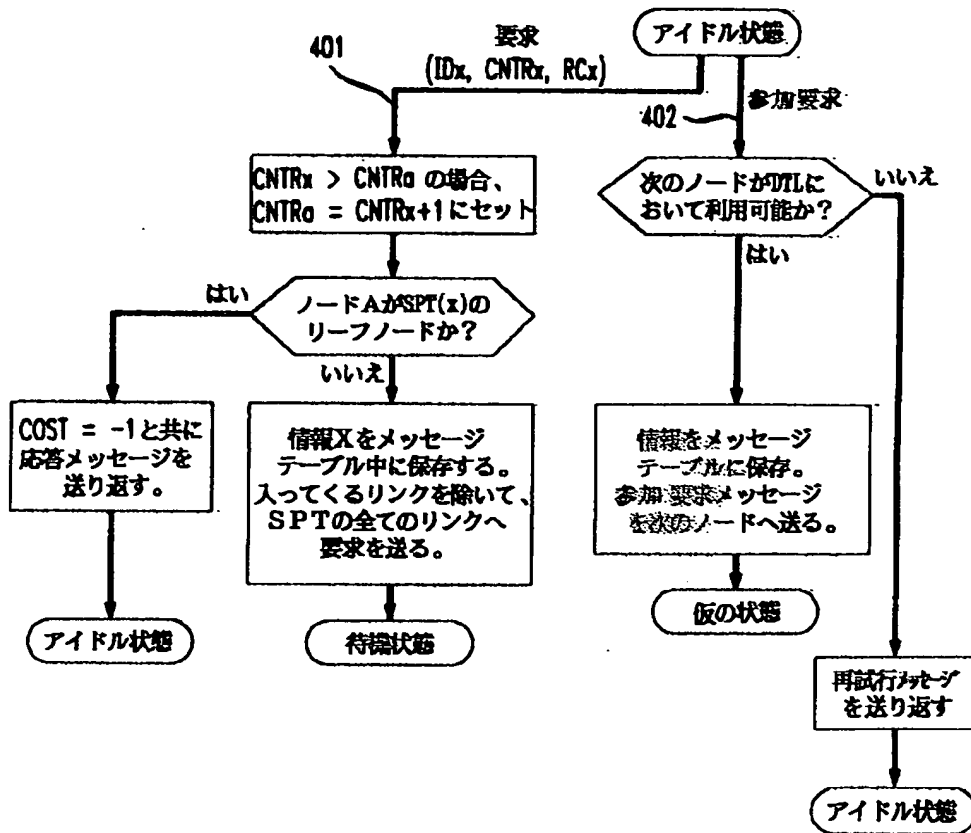 アイドル状態
要求
(IDx, CNTRx, RCx)
401
参加要求
402
CNTRx > CNTRa の場合、
CNTRa = CNTRx+1にセット
次のノードがDTLに
おいて利用可能か？
いいえ
はい
はい
ノードAがSPT(x)の
リーフノードか？
いいえ
COST = -1と共に
応答メッセージを
送り返す。
情報Xをメッセージ
テーブル中に保存する。
入ってくるリンクを除いて、
SPTの全てのリンクへ
要求を送る。
情報をメッセージ
テーブルに保存。
参加要求メッセージ
を次のノードへ送る。
アイドル状態
待機状態
仮の状態
再試行メッセージ
を送り返す
アイドル状態